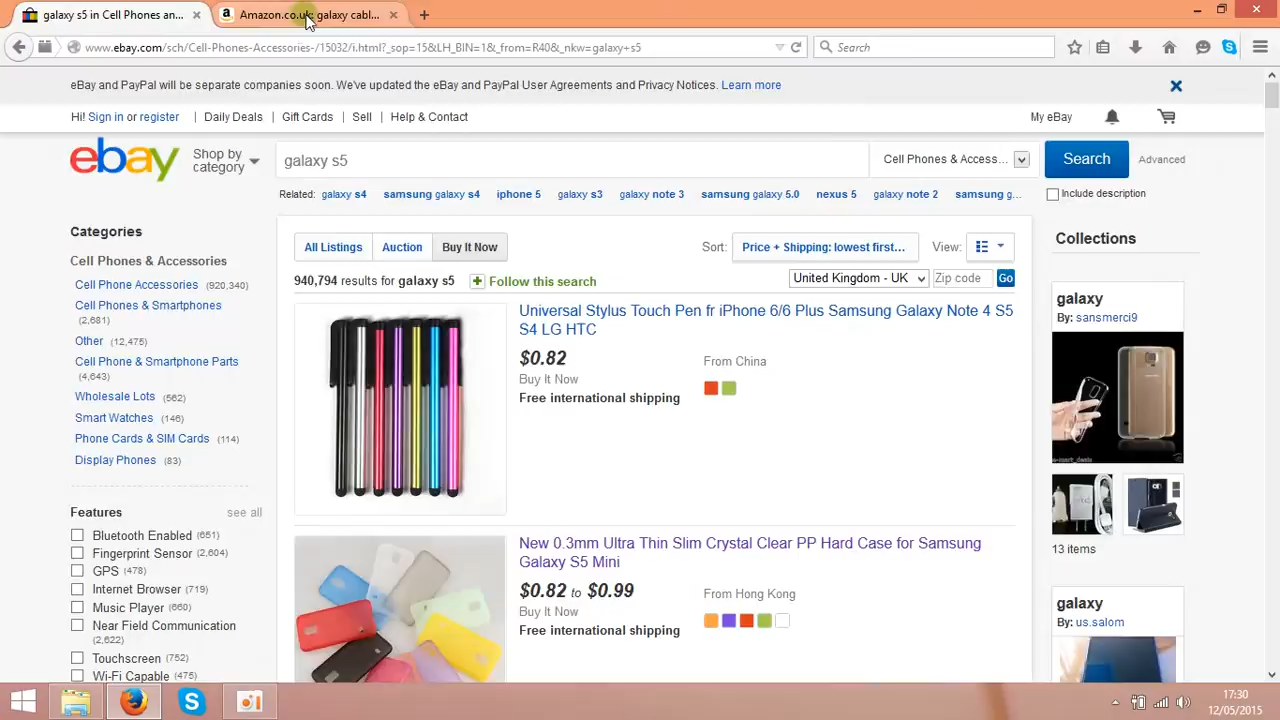 galaxy s5 in Cell Phones an...
Amazon.co.uk: galaxy cabl...
www.ebay.com/sch/Cell-Phones-Accessories-/15032/i.html?_sop=15&LH_BIN=1&_from=R40&_nkw=galaxy+s5
Search
eBay and PayPal will be separate companies soon. We've updated the eBay and PayPal User Agreements and Privacy Notices. Learn more
Hi! Sign in or register
Daily Deals
Gift Cards
Sell
Help & Contact
My eBay
ebay
Shop by
category
galaxy s5
Cell Phones & Access...
Search
Advanced
Related: galaxy s4 samsung galaxy s4 iphone 5 galaxy s3 galaxy note 3 samsung galaxy 5.0 nexus 5 galaxy note 2 samsung g...
Include description
Categories
Cell Phones & Accessories
Cell Phone Accessories (920,340)
Cell Phones & Smartphones
(2,681)
Other (12,475)
Cell Phone & Smartphone Parts
(4,643)
Wholesale Lots (562)
Smart Watches (146)
Phone Cards & SIM Cards (114)
Display Phones (83)
Features
see all
Bluetooth Enabled (651)
Fingerprint Sensor (2,604)
GPS (478)
Internet Browser (719)
Music Player (660)
Near Field Communication
(2,622)
Touchscreen (752)
Wi-Fi Capable (475)
All Listings
Auction
Buy It Now
Sort:
Price + Shipping: lowest first...
View:
940,794 results for galaxy s5
Follow this search
United Kingdom - UK
Zip code
Go
Universal Stylus Touch Pen fr iPhone 6/6 Plus Samsung Galaxy Note 4 S5
S4 LG HTC
$0.82
From China
Buy It Now
Free international shipping
New 0.3mm Ultra Thin Slim Crystal Clear PP Hard Case for Samsung
Galaxy S5 Mini
$0.82 to $0.99
From Hong Kong
Buy It Now
Free international shipping
Collections
galaxy
By: sansmerci9
13 items
galaxy
By: us.salom
17:30
12/05/2015